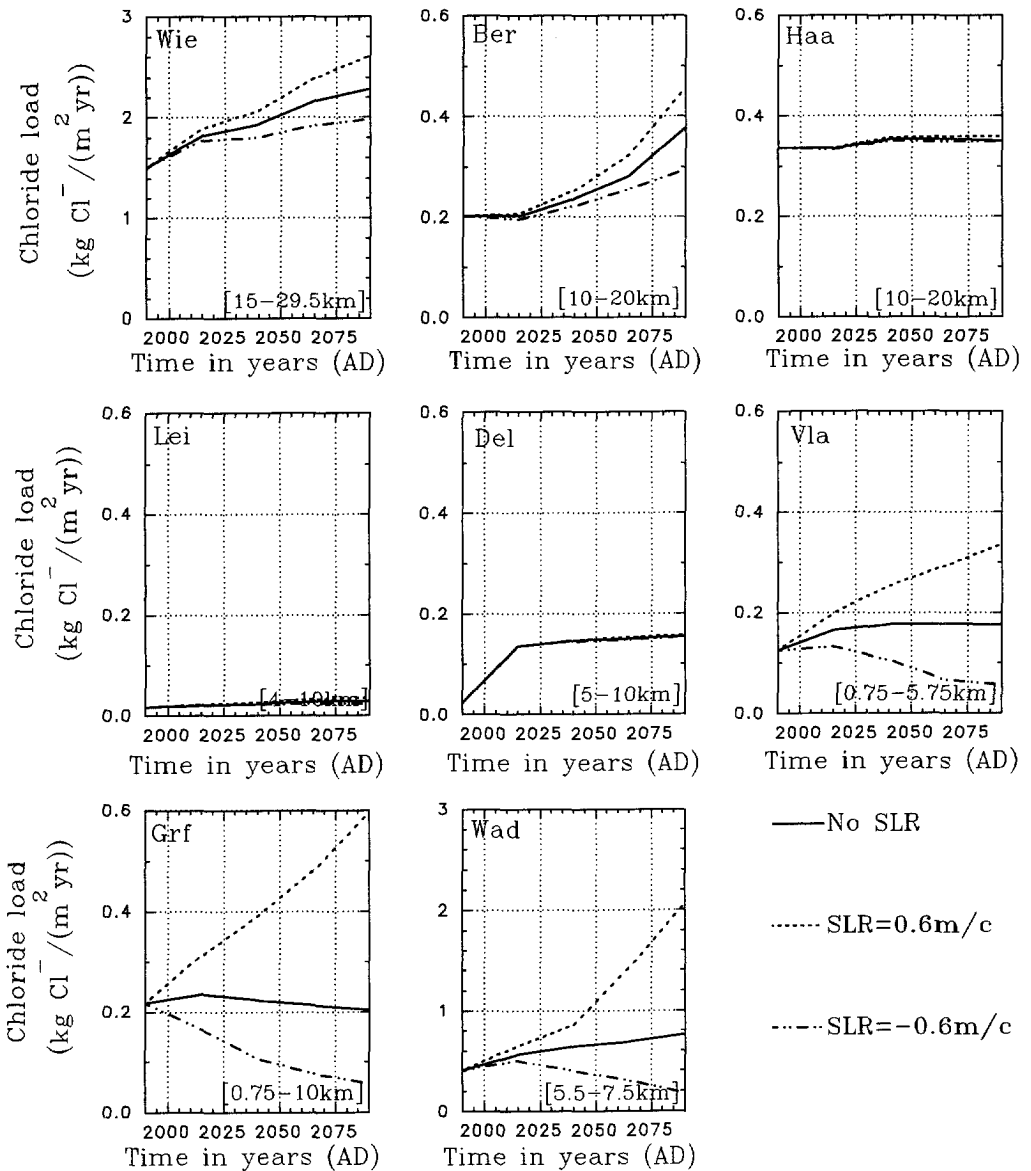 Wie
Ber
Haa
Chloride load
(kg Cl⁻/(m² yr))
3
2
1
0
0.6
0.4
0.2
0.0
0.6
0.4
0.2
0.0
[15-29.5km]
[10-20km]
[10-20km]
2000 2025 2050 2075
2000 2025 2050 2075
2000 2025 2050 2075
Time in years (AD)
Time in years (AD)
Time in years (AD)
Lei
Del
Vla
Chloride load
(kg Cl⁻/(m² yr))
0.6
0.4
0.2
0.0
0.6
0.4
0.2
0.0
0.6
0.4
0.2
0.0
[4-10km]
[5-10km]
[0.75-5.75km]
2000 2025 2050 2075
2000 2025 2050 2075
2000 2025 2050 2075
Time in years (AD)
Time in years (AD)
Time in years (AD)
Grf
Wad
Chloride load
(kg Cl⁻/(m² yr))
0.6
0.4
0.2
0.0
3
2
1
0
[0.75-10km]
[5.5-7.5km]
2000 2025 2050 2075
2000 2025 2050 2075
Time in years (AD)
Time in years (AD)
No SLR
SLR=0.6m/c
SLR=-0.6m/c